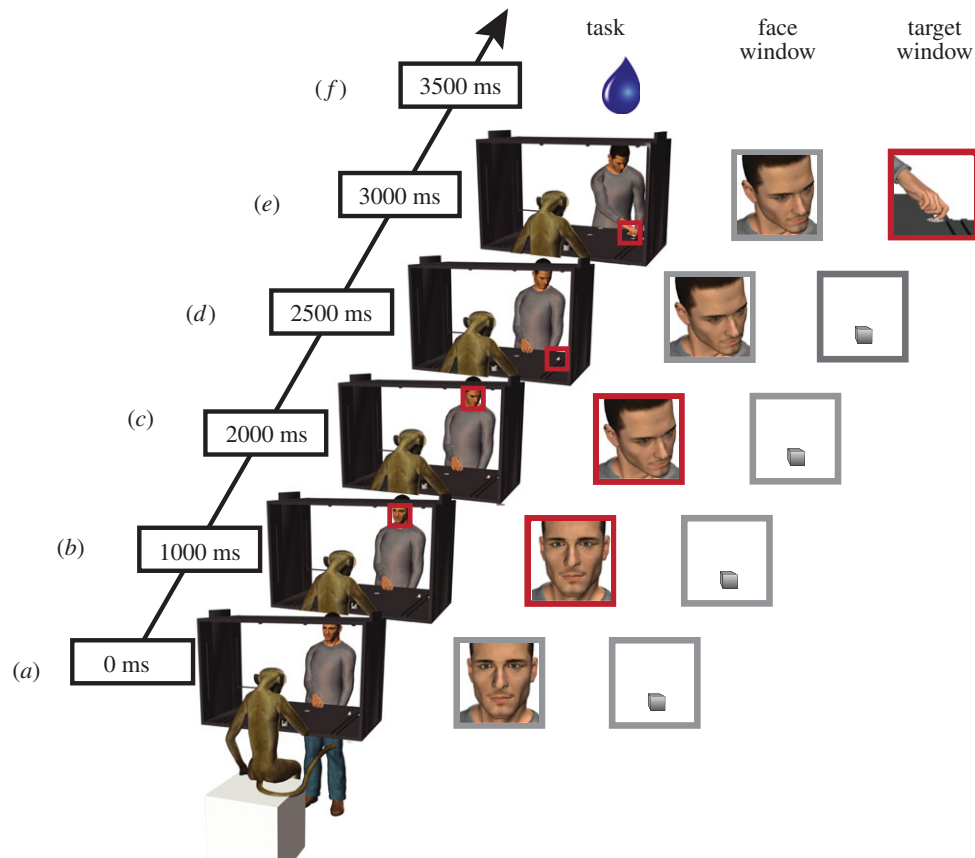 task
face
window
target
window
(f)
3500 ms
(e)
3000 ms
(d)
2500 ms
(c)
2000 ms
(b)
1000 ms
(a)
0 ms